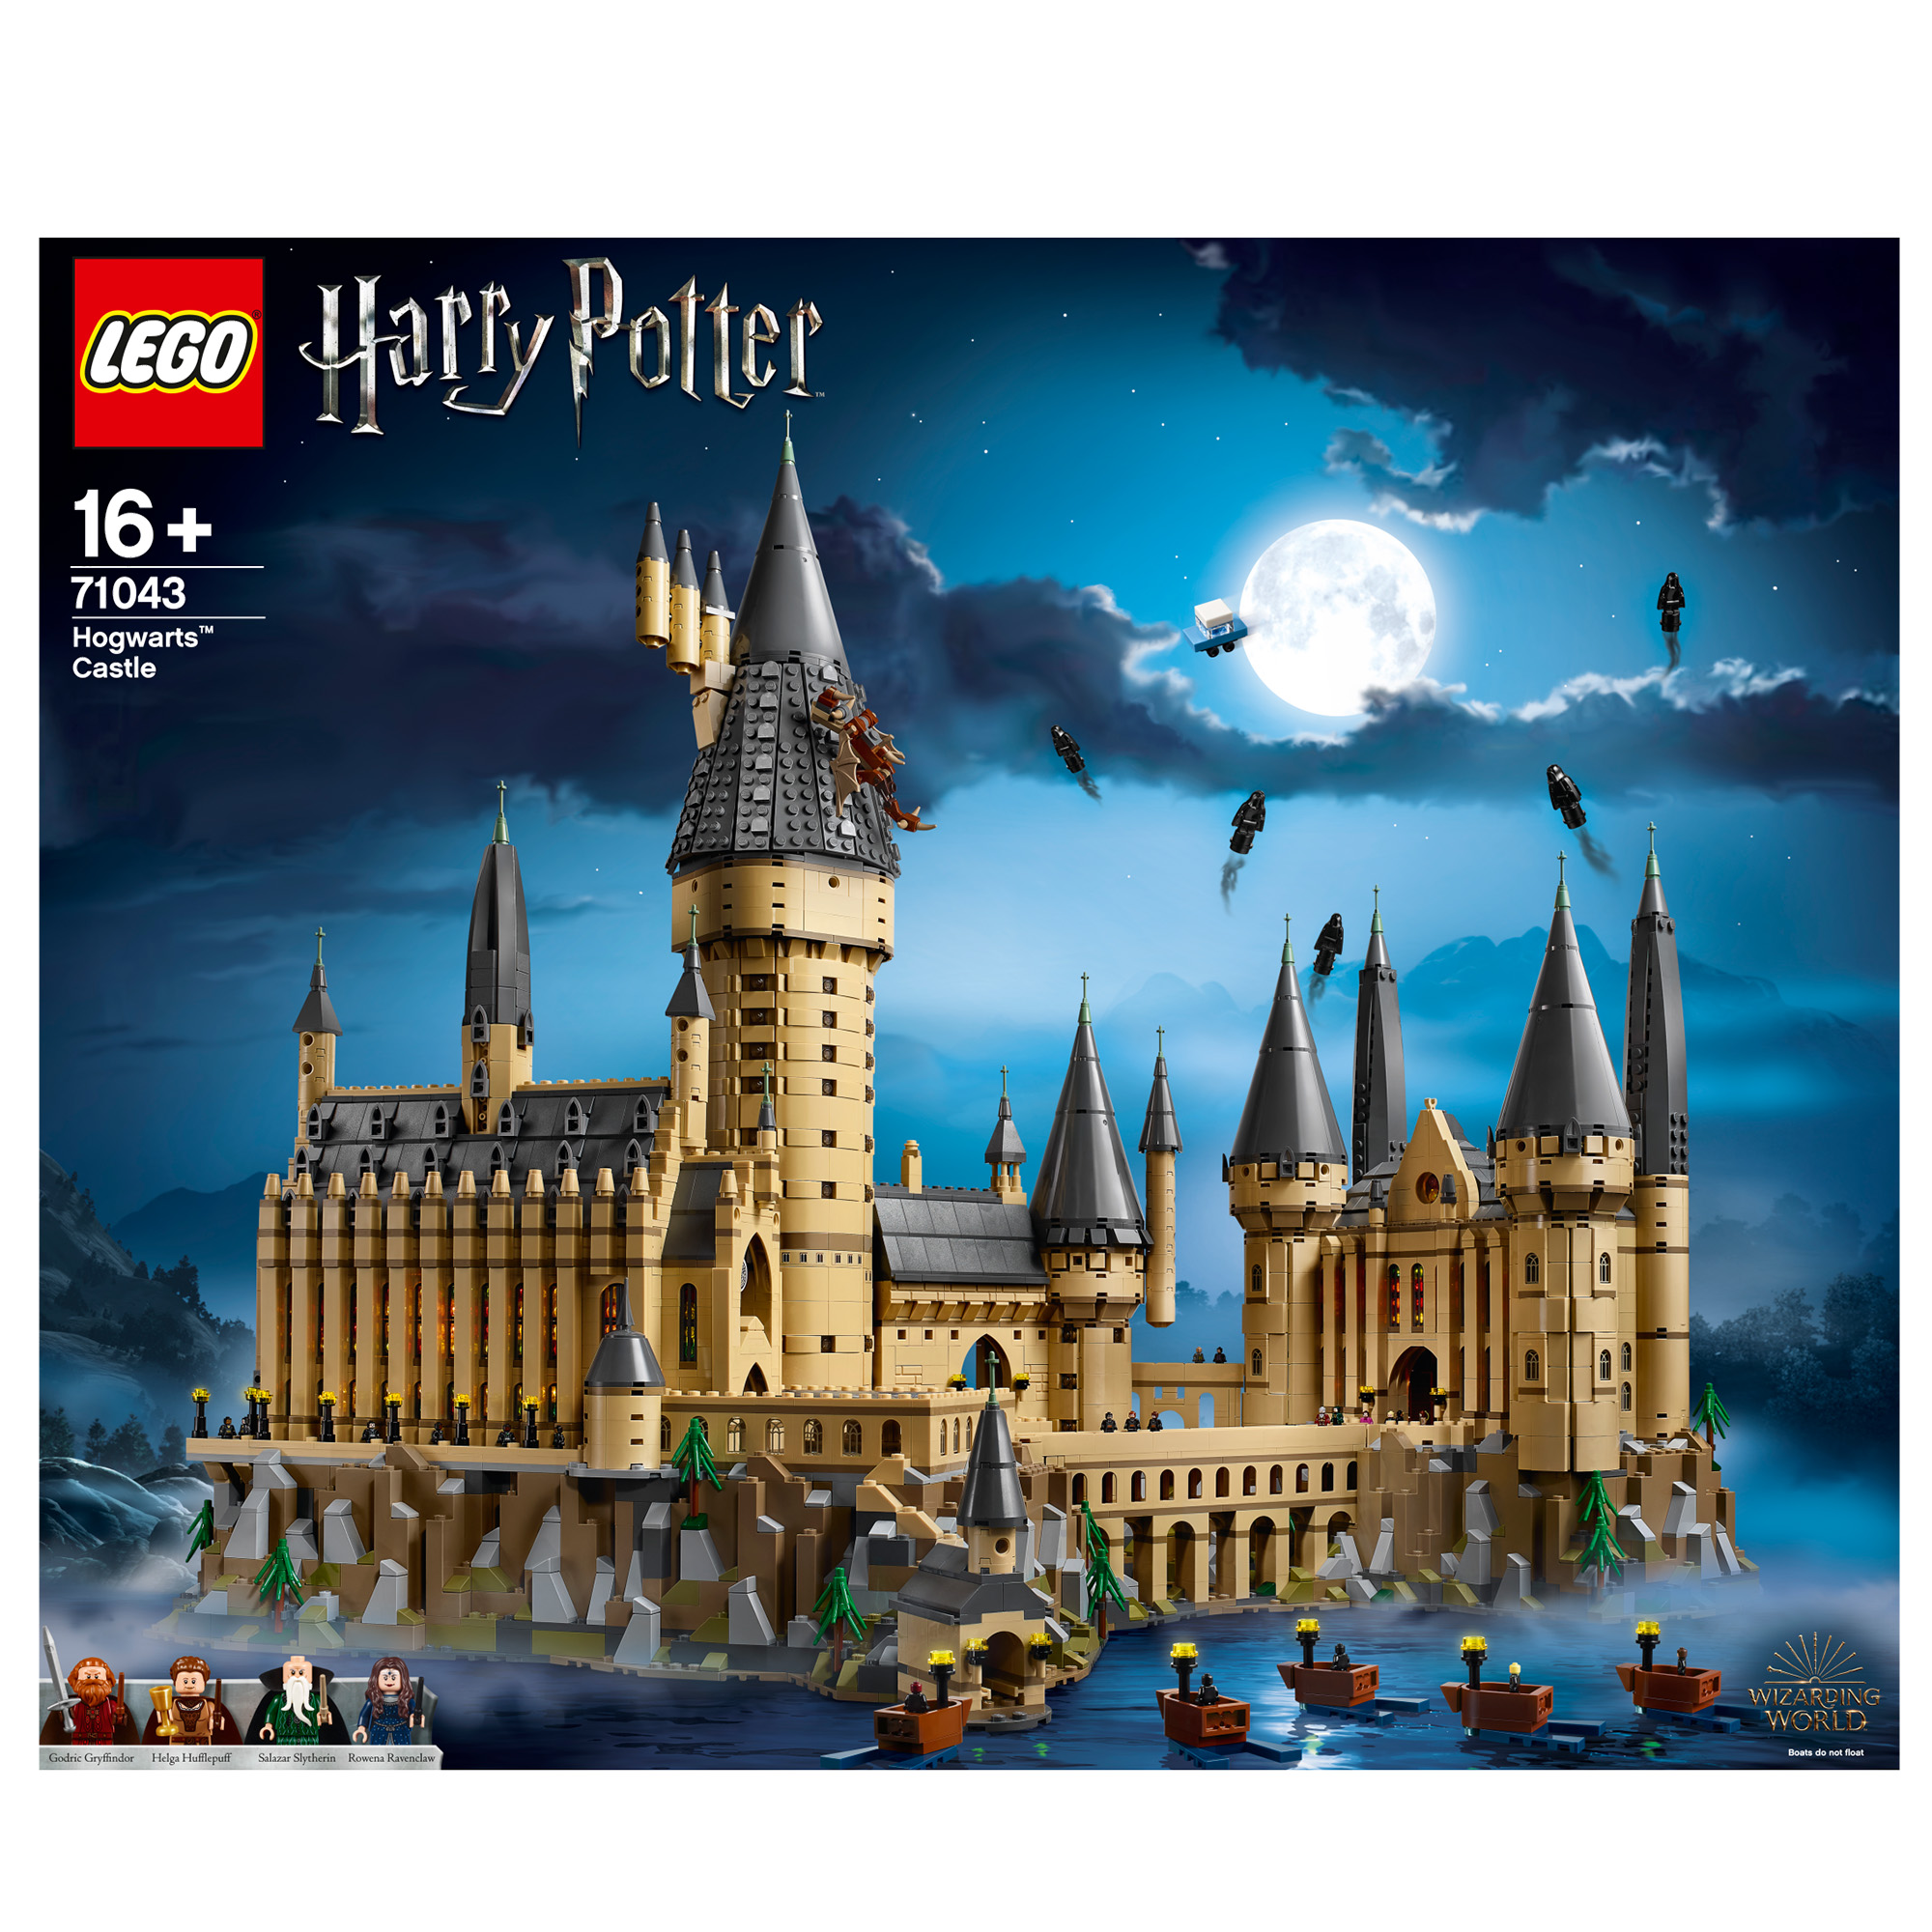 LEGO®
Harry Potter™
16+
71043
Hogwarts™
Castle
Godric Gryffindor Helga Hufflepuff Salazar Slytherin Rowena Ravenclaw
WIZARDING
WORLD
Boats do not float